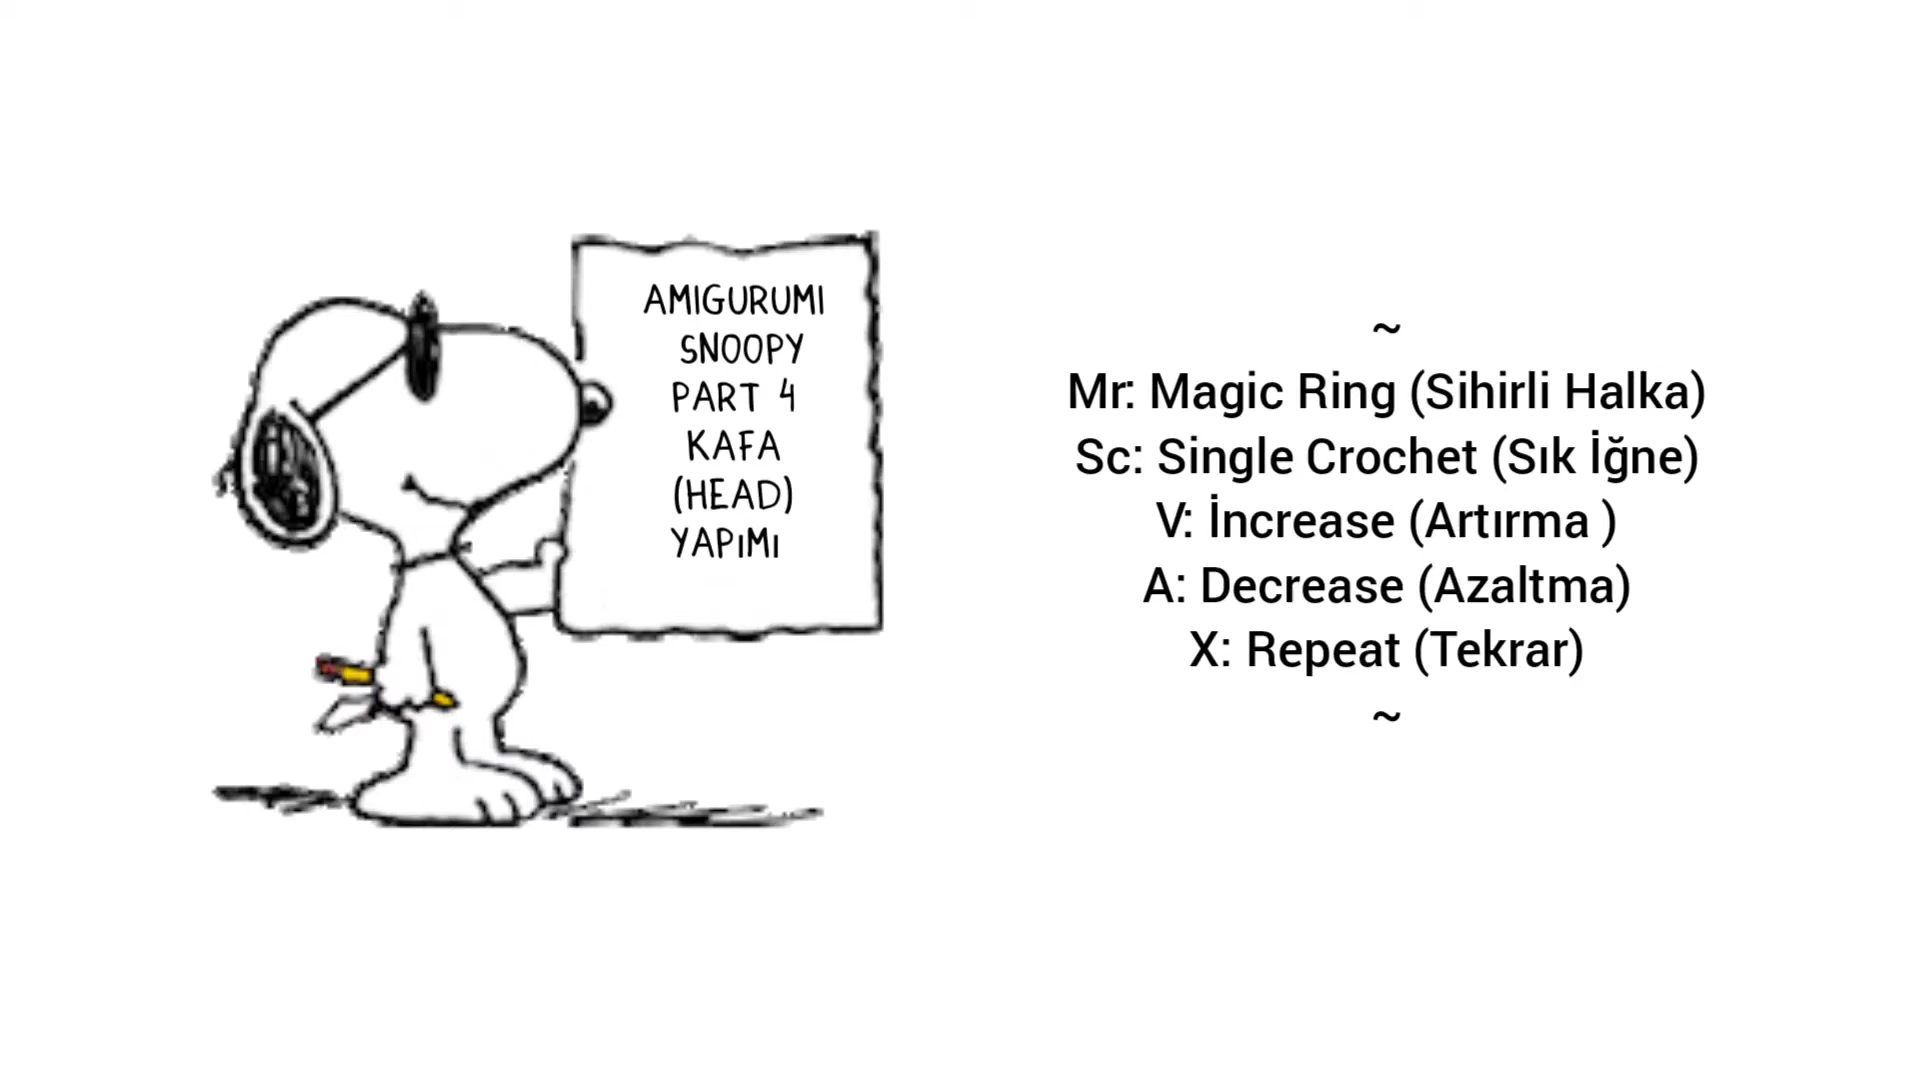 AMIGURUMI
SNOOPY
PART 4
KAFA
(HEAD)
YAPIMI
~
Mr: Magic Ring (Sihirli Halka)
Sc: Single Crochet (Sık İğne)
V: İncrease (Artırma )
A: Decrease (Azaltma)
X: Repeat (Tekrar)
~